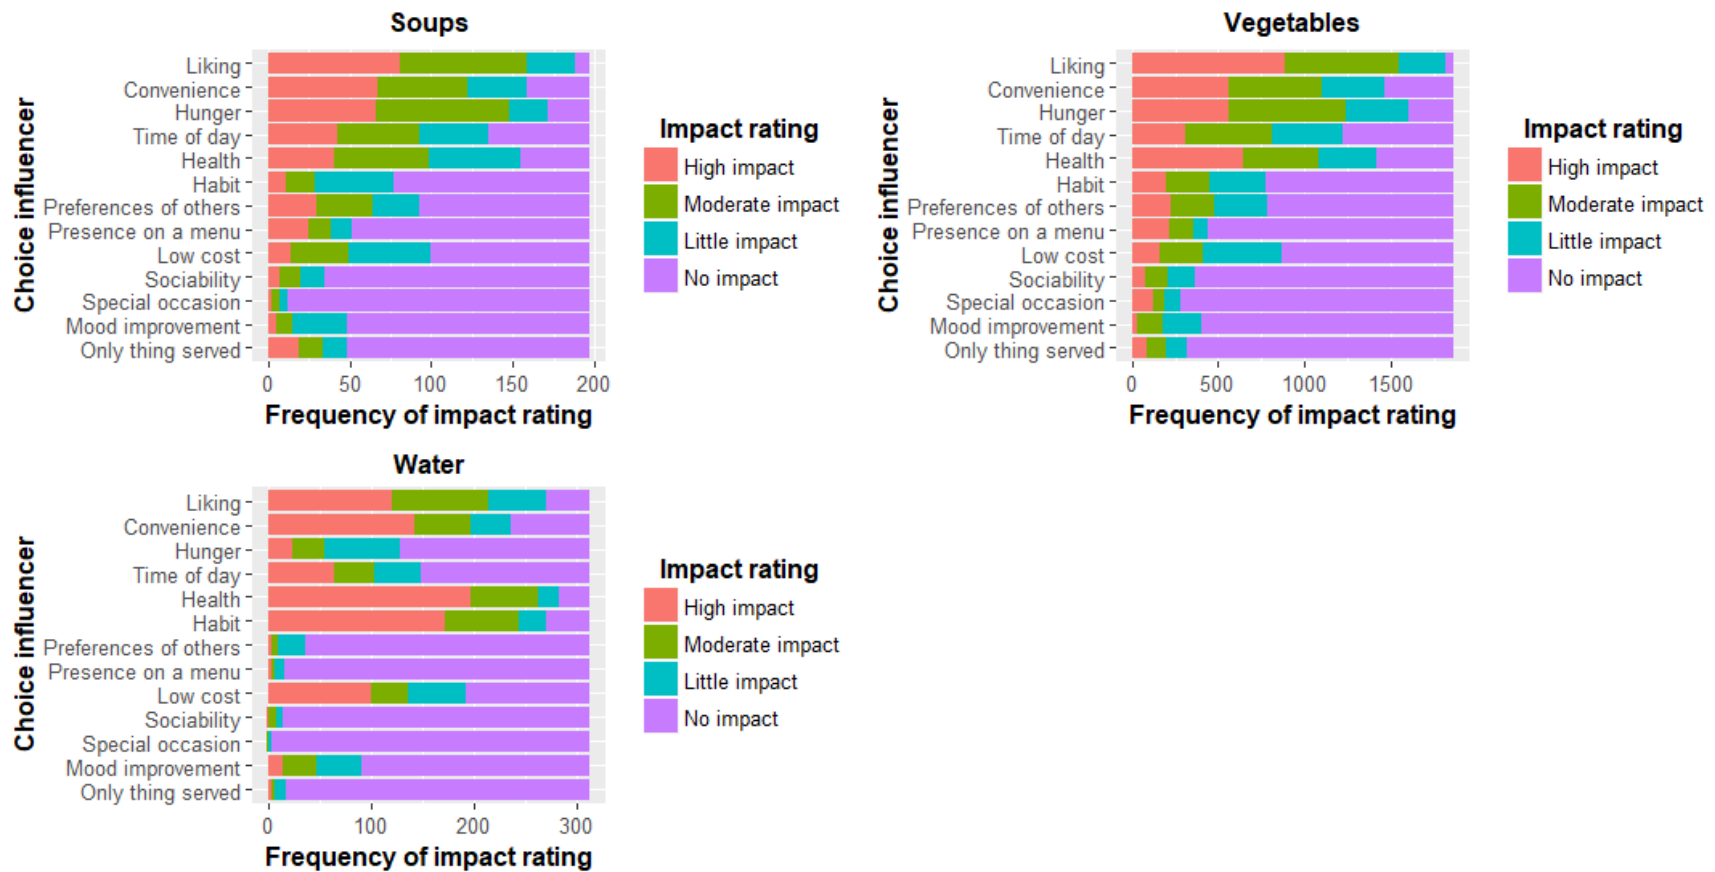 Soups
Choice influencer
Liking
Convenience
Hunger
Time of day
Health
Habit
Preferences of others
Presence on a menu
Low cost
Sociability
Special occasion
Mood improvement
Only thing served
0 50 100 150 200
Frequency of impact rating
Impact rating
High impact
Moderate impact
Little impact
No impact
Vegetables
Choice influencer
Liking
Convenience
Hunger
Time of day
Health
Habit
Preferences of others
Presence on a menu
Low cost
Sociability
Special occasion
Mood improvement
Only thing served
0 500 1000 1500
Frequency of impact rating
Impact rating
High impact
Moderate impact
Little impact
No impact
Water
Choice influencer
Liking
Convenience
Hunger
Time of day
Health
Habit
Preferences of others
Presence on a menu
Low cost
Sociability
Special occasion
Mood improvement
Only thing served
0 100 200 300
Frequency of impact rating
Impact rating
High impact
Moderate impact
Little impact
No impact